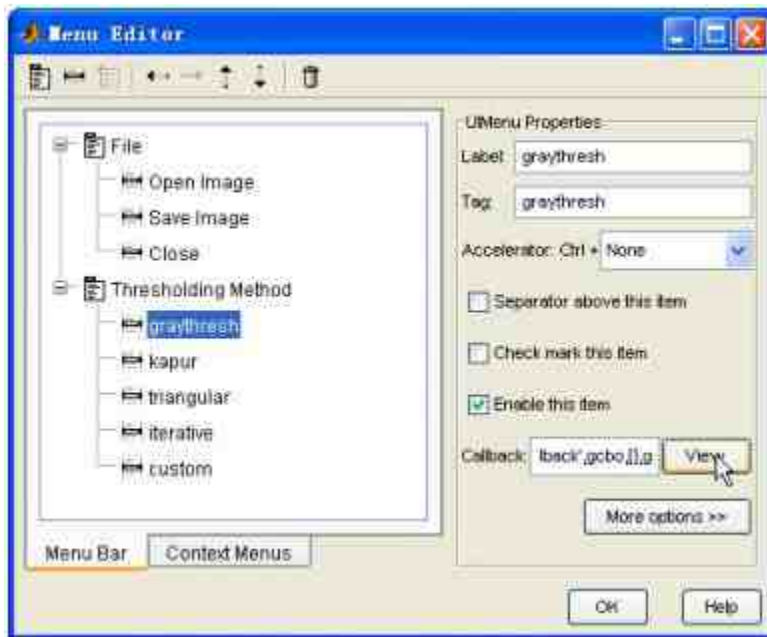 Menu Editor
File
Open Image
Save Image
Close
Thresholding Method
graythresh
kapur
triangular
iterative
custom
Menu Bar
Context Menus
UIMenu Properties
Label: graythresh
Tag: graythresh
Accelerator: Ctrl + None
Separator above this item
Check mark this item
Enable this item
Callback: lback',gcbo,[],g View
More options >>
OK
Help